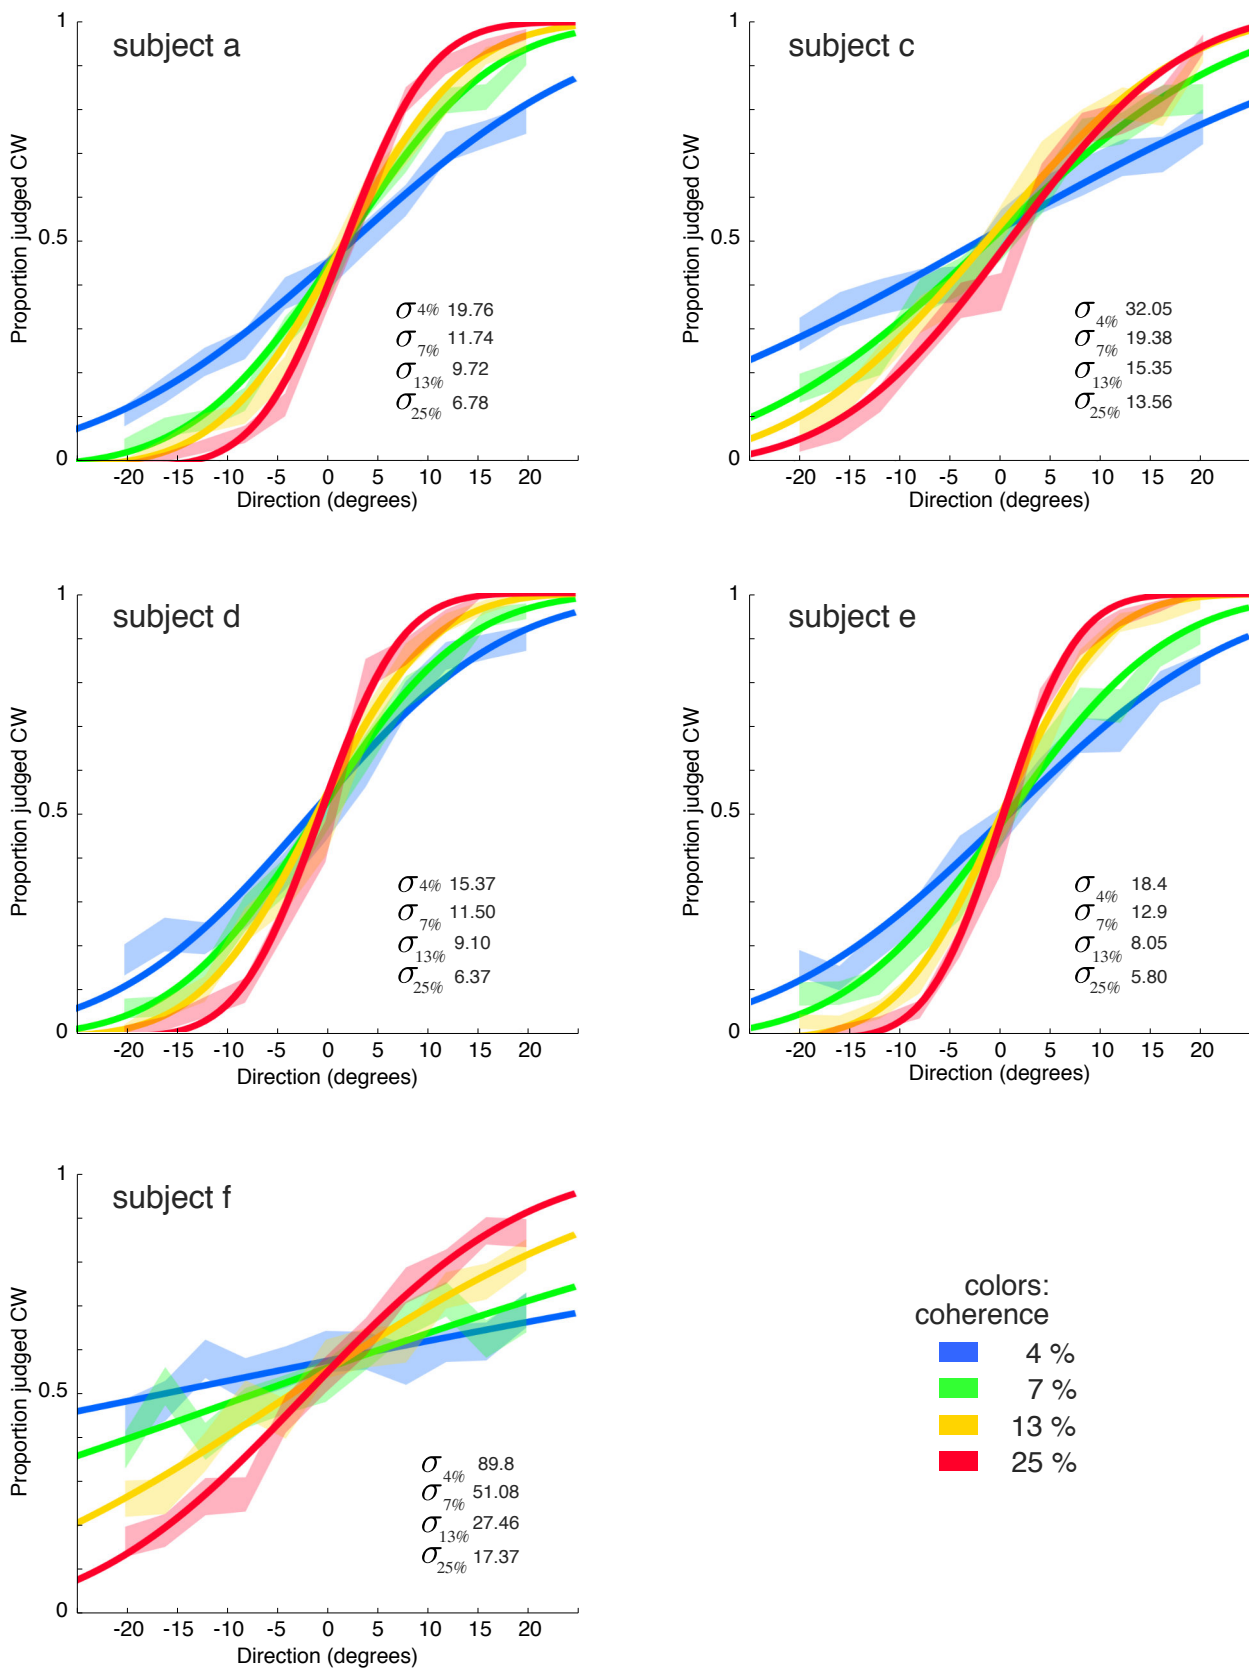 subject a
Proportion judged CW
1
0.5
0
σ4% 19.76
σ7% 11.74
σ13% 9.72
σ25% 6.78
-20 -15 -10 -5 0 5 10 15 20
Direction (degrees)
subject c
Proportion judged CW
1
0.5
0
σ4% 32.05
σ7% 19.38
σ13% 15.35
σ25% 13.56
-20 -15 -10 -5 0 5 10 15 20
Direction (degrees)
subject d
Proportion judged CW
1
0.5
0
σ4% 15.37
σ7% 11.50
σ13% 9.10
σ25% 6.37
-20 -15 -10 -5 0 5 10 15 20
Direction (degrees)
subject e
Proportion judged CW
1
0.5
0
σ4% 18.4
σ7% 12.9
σ13% 8.05
σ25% 5.80
-20 -15 -10 -5 0 5 10 15 20
Direction (degrees)
subject f
Proportion judged CW
1
0.5
0
σ4% 89.8
σ7% 51.08
σ13% 27.46
σ25% 17.37
-20 -15 -10 -5 0 5 10 15 20
Direction (degrees)
colors:
coherence
4 %
7 %
13 %
25 %